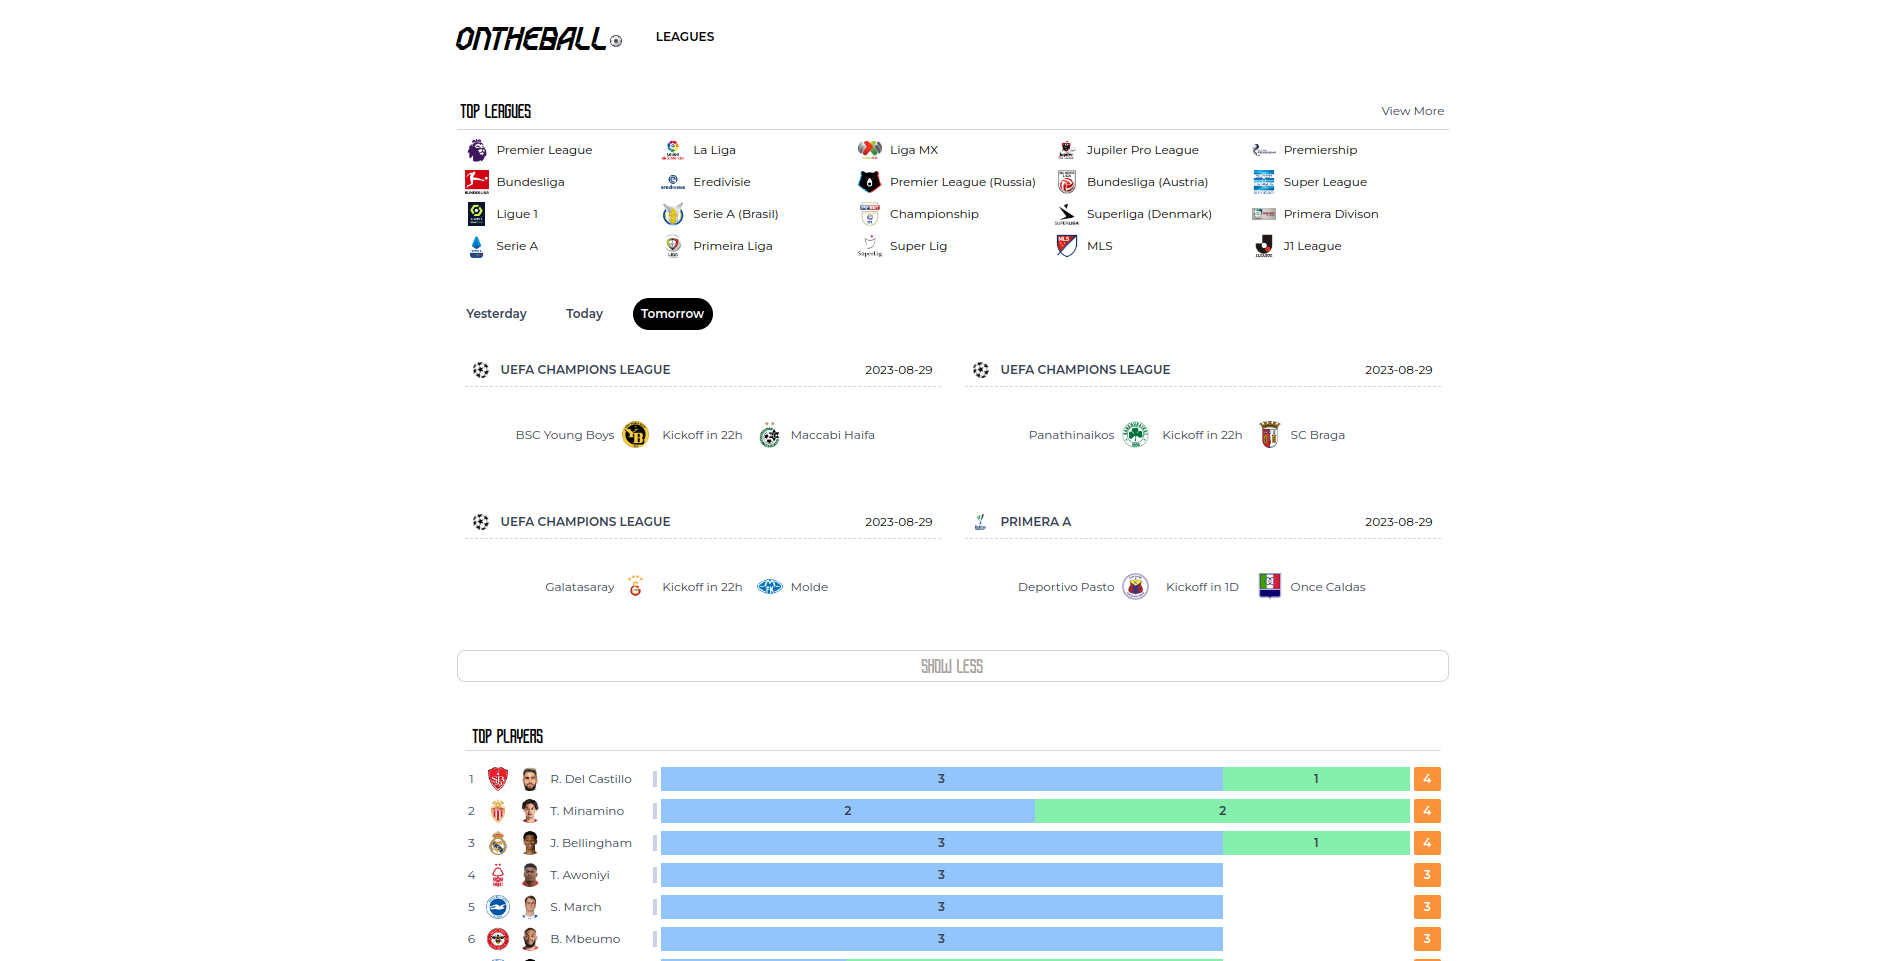 ONTHEBALL LEAGUES
TOP LEAGUES View More
Premier League La Liga Liga MX Jupiler Pro League Premiership
Bundesliga Eredivisie Premier League (Russia) Bundesliga (Austria) Super League
Ligue 1 Serie A (Brasil) Championship Superliga (Denmark) Primera Divison
Serie A Primeira Liga Super Lig MLS J1 League
Yesterday Today Tomorrow
UEFA CHAMPIONS LEAGUE 2023-08-29 UEFA CHAMPIONS LEAGUE 2023-08-29
BSC Young Boys Kickoff in 22h Maccabi Haifa Panathinaikos Kickoff in 22h SC Braga
UEFA CHAMPIONS LEAGUE 2023-08-29 PRIMERA A 2023-08-29
Galatasaray Kickoff in 22h Molde Deportivo Pasto Kickoff in 1D Once Caldas
SHOW LESS
TOP PLAYERS
1 R. Del Castillo 3 1 4
2 T. Minamino 2 2 4
3 J. Bellingham 3 1 4
4 T. Awoniyi 3 3
5 S. March 3 3
6 B. Mbeumo 3 3